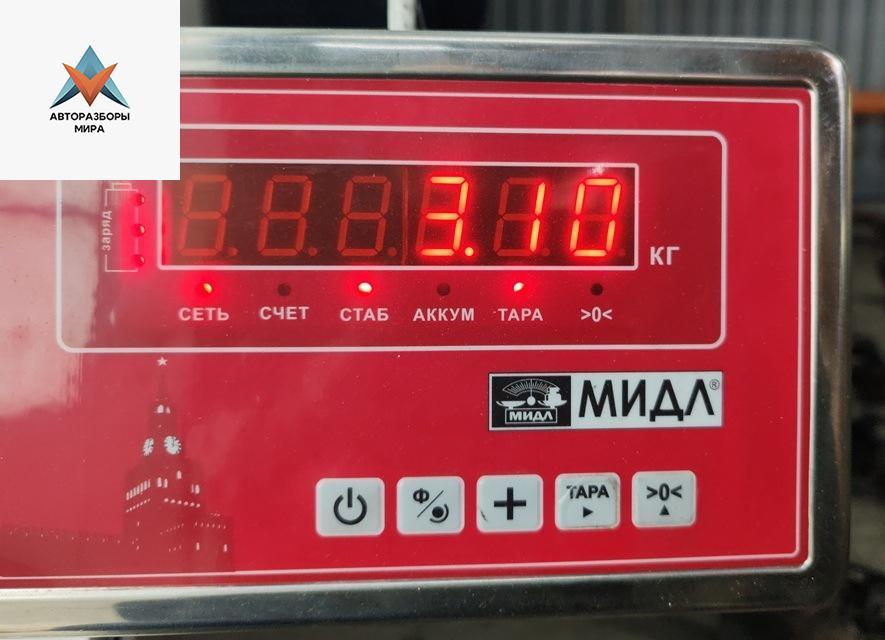 АВТОРАЗБОРЫ
МИРА
заряд
3.10
КГ
СЕТЬ СЧЕТ СТАБ АККУМ ТАРА >0<
МИДЛ МИДЛ®
Ф ТАРА >0<